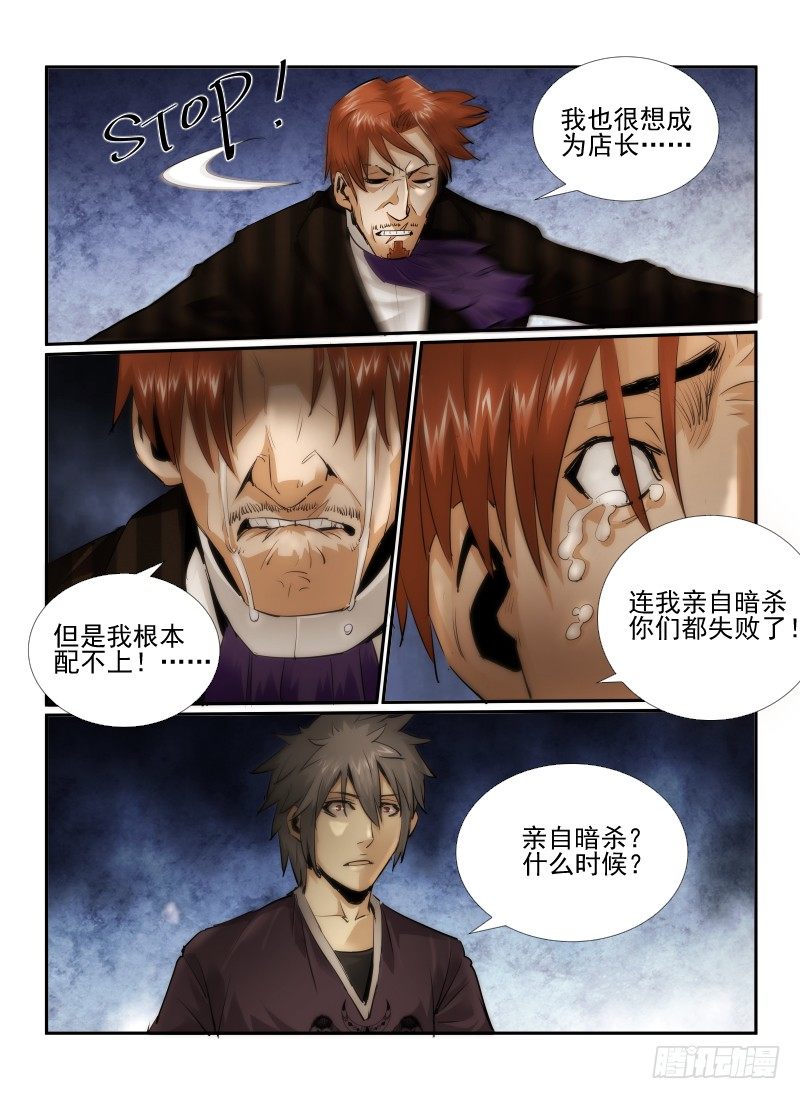 STOP!
我也很想成
为店长……
但是我根本
配不上！……
连我亲自暗杀
你们都失败了！
亲自暗杀？
什么时候？
腾讯动漫